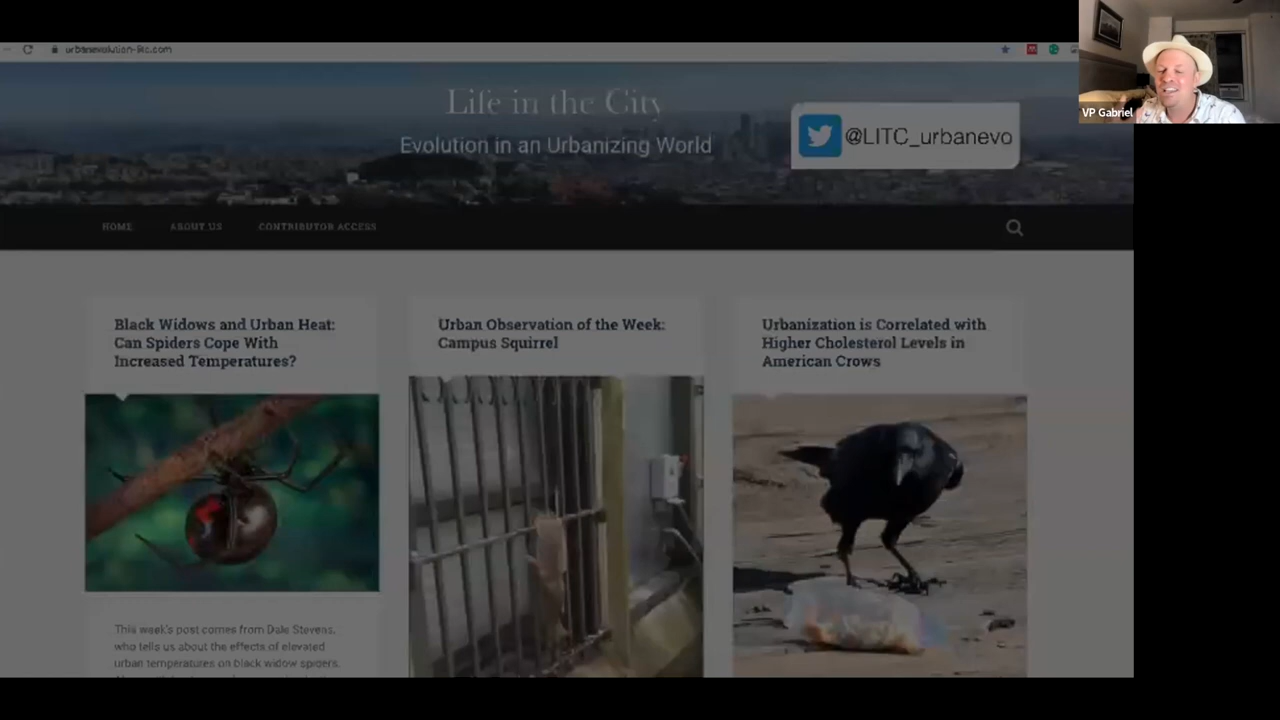 urbanevolution-litc.com
VP Gabriel
Life in the City
Evolution in an Urbanizing World
@LITC_urbanevo
HOME
ABOUT US
CONTRIBUTOR ACCESS
Black Widows and Urban Heat:
Can Spiders Cope With
Increased Temperatures?
Urban Observation of the Week:
Campus Squirrel
Urbanization is Correlated with
Higher Cholesterol Levels in
American Crows
This week's post comes from Dale Stevens,
who tells us about the effects of elevated
urban temperatures on black widow spiders.